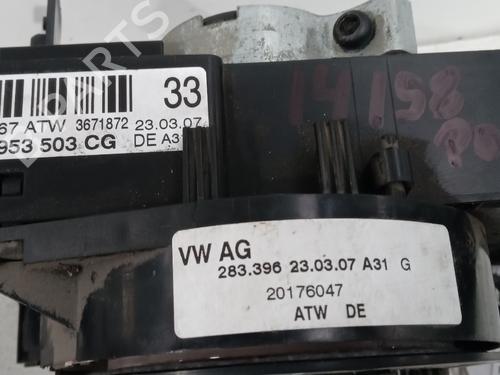 33
67 ATW 3671872 23.03.07
953 503 CG DE A3
14158
VW AG
283.396 23.03.07 A31 G
20176047
ATW DE